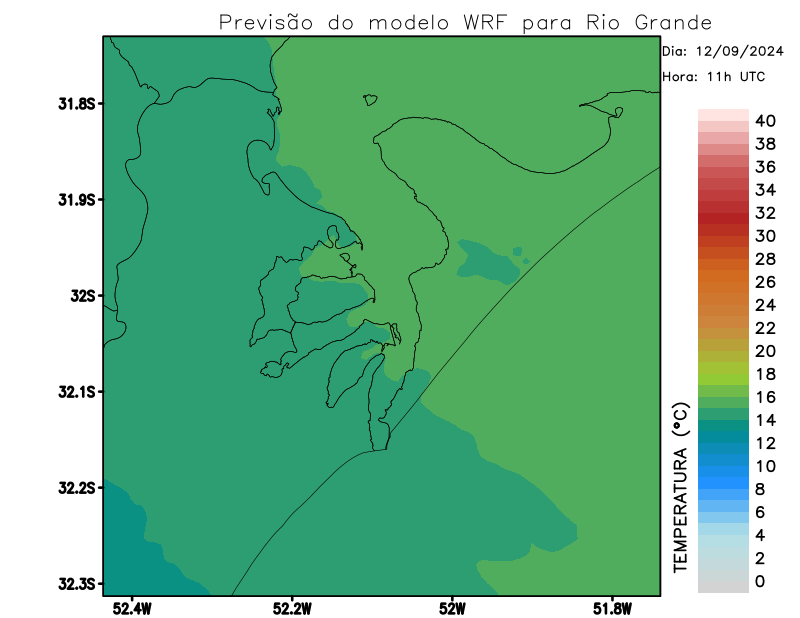 Previsão do modelo WRF para Rio Grande
Dia: 12/09/2024
Hora: 11h UTC
31.8S
31.9S
32S
32.1S
32.2S
32.3S
52.4W
52.2W
52W
51.8W
TEMPERATURA (°C)
40
38
36
34
32
30
28
26
24
22
20
18
16
14
12
10
8
6
4
2
0